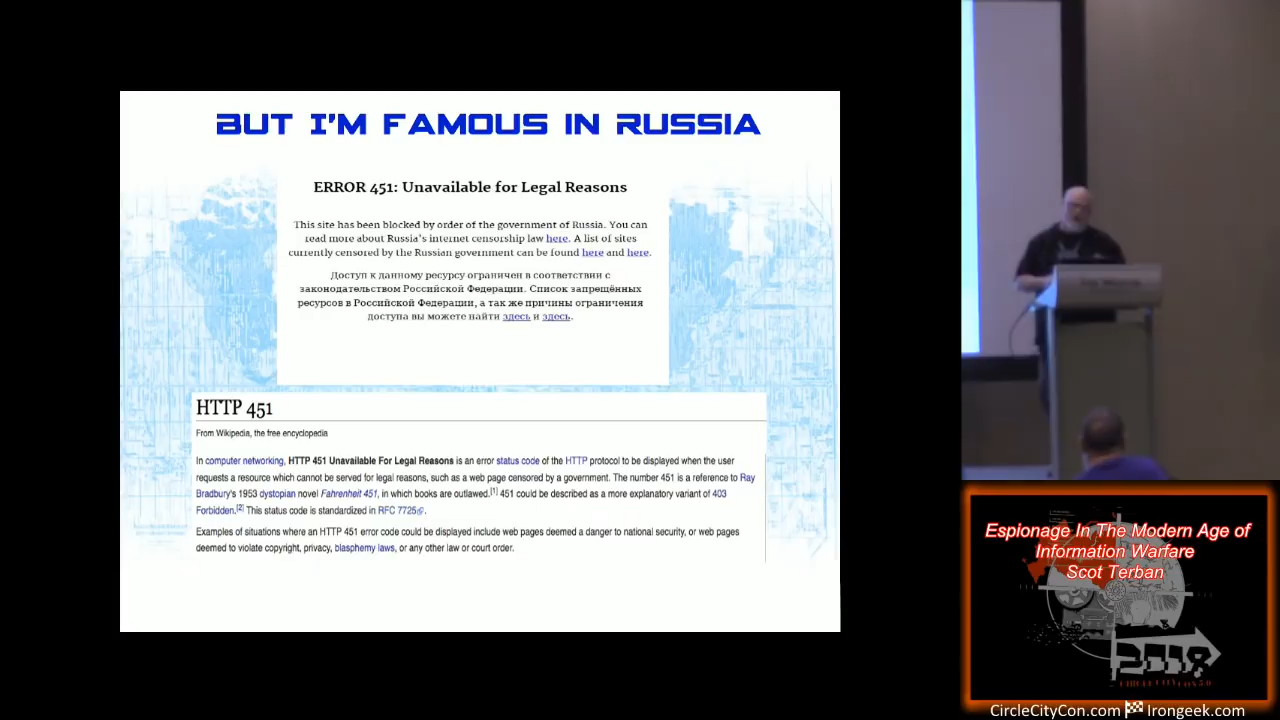 BUT I'M FAMOUS IN RUSSIA
ERROR 451: Unavailable for Legal Reasons
This site has been blocked by order of the government of Russia. You can
read more about Russia's internet censorship law here. A list of sites
currently censored by the Russian government can be found here and here.
Доступ к данному ресурсу ограничен в соответствии с
законодательством Российской Федерации. Список запрещённых
ресурсов в Российской Федерации, а так же причины ограничения
доступа вы можете найти здесь и здесь.
HTTP 451
From Wikipedia, the free encyclopedia
In computer networking, HTTP 451 Unavailable For Legal Reasons is an error status code of the HTTP protocol to be displayed when the user
requests a resource which cannot be served for legal reasons, such as a web page censored by a government. The number 451 is a reference to Ray
Bradbury's 1953 dystopian novel Fahrenheit 451, in which books are outlawed.[1] 451 could be described as a more explanatory variant of 403
Forbidden.[2] This status code is standardized in RFC 7725.
Examples of situations where an HTTP 451 error code could be displayed include web pages deemed a danger to national security, or web pages
deemed to violate copyright, privacy, blasphemy laws, or any other law or court order.
Espionage In The Modern Age of
Information Warfare
Scot Terban
2018
CIRCLE CITY CON 5.0
CircleCityCon.com Irongeek.com